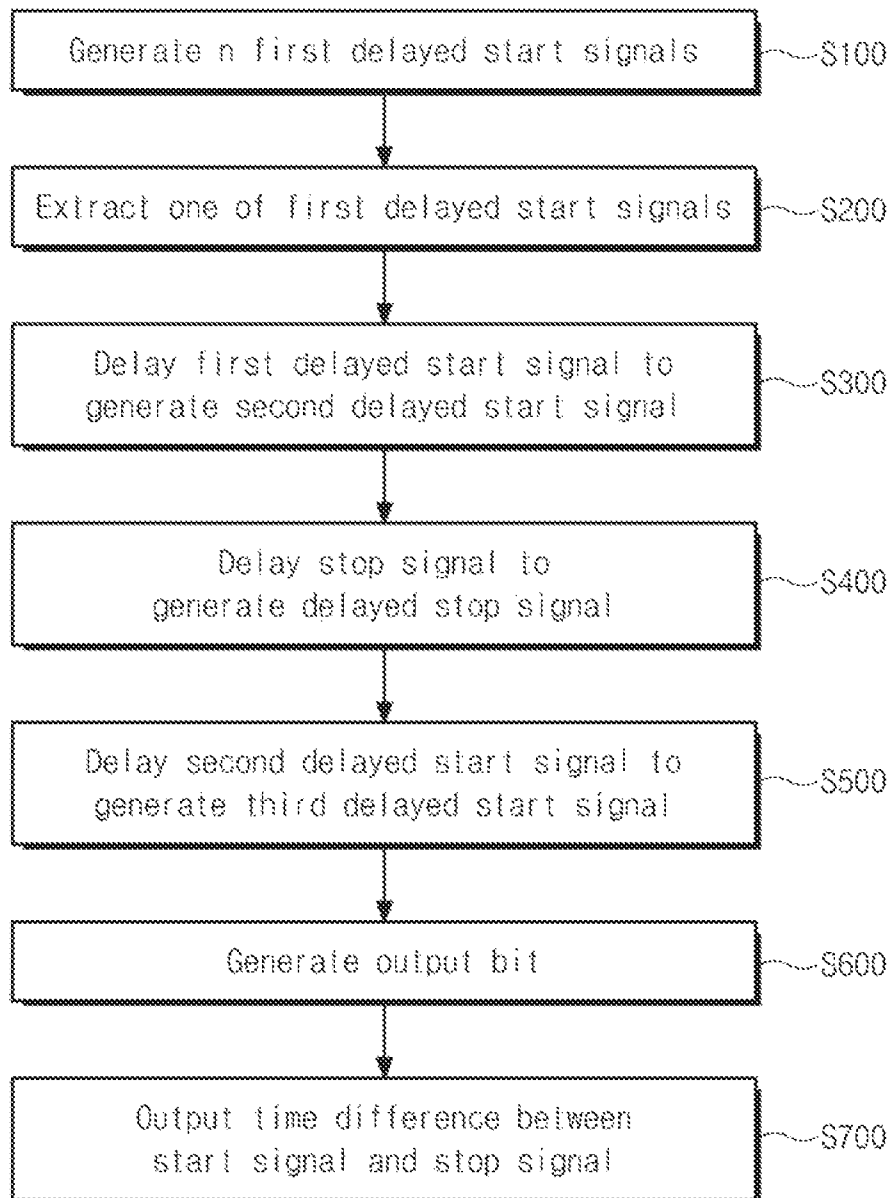 Generate n first delayed start signals
S100
Extract one of first delayed start signals
S200
Delay first delayed start signal to
generate second delayed start signal
S300
Delay stop signal to
generate delayed stop signal
S400
Delay second delayed start signal to
generate third delayed start signal
S500
Generate output bit
S600
Output time difference between
start signal and stop signal
S700